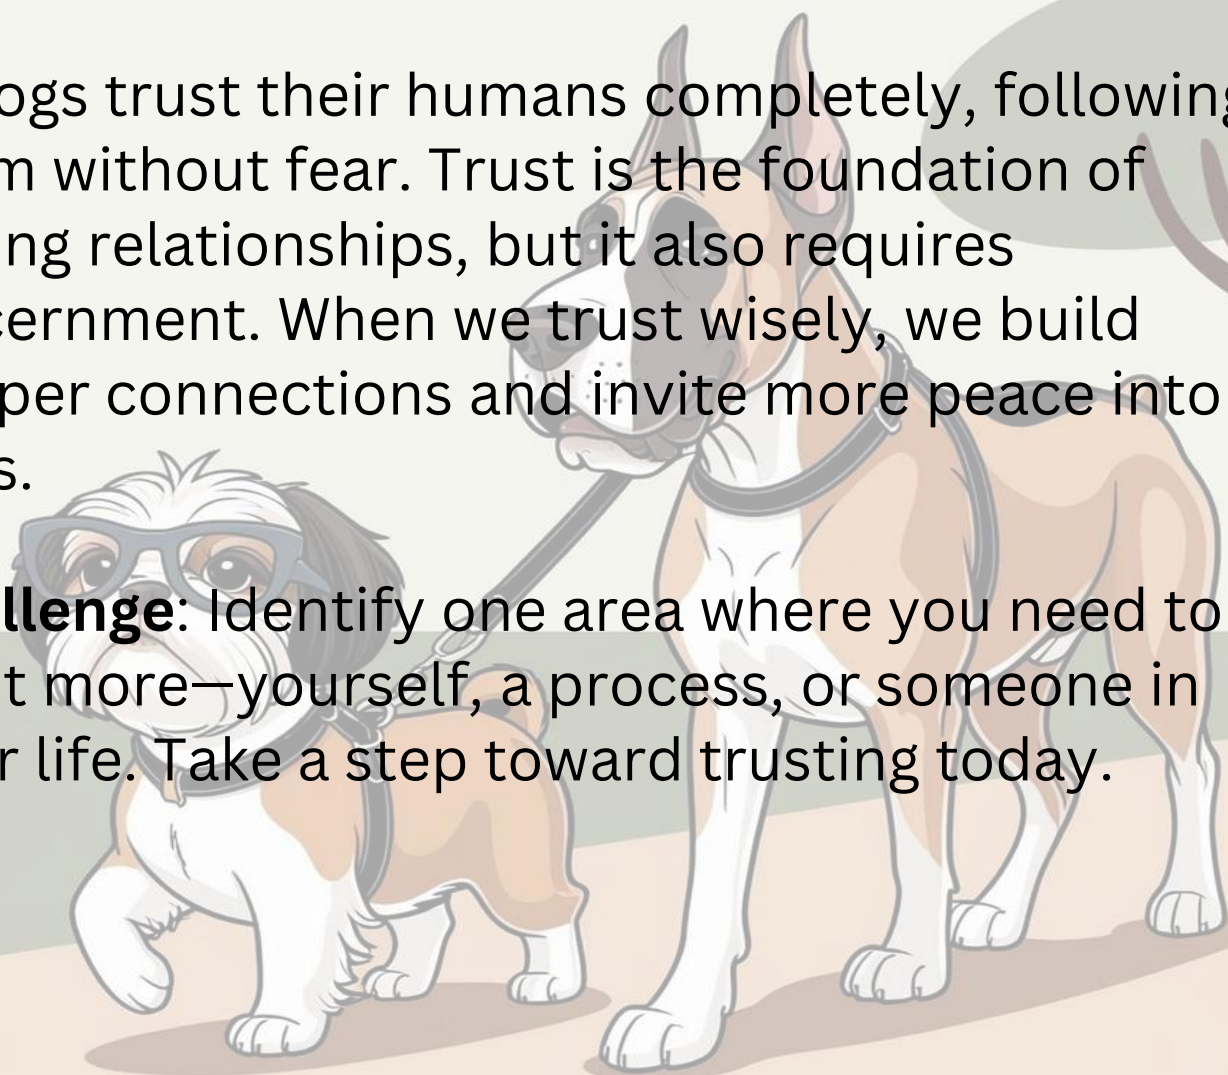 ogs trust their humans completely, following
m without fear. Trust is the foundation of
ng relationships, but it also requires
cernment. When we trust wisely, we build
per connections and invite more peace into
s.
llenge: Identify one area where you need to
t more—yourself, a process, or someone in
r life. Take a step toward trusting today.